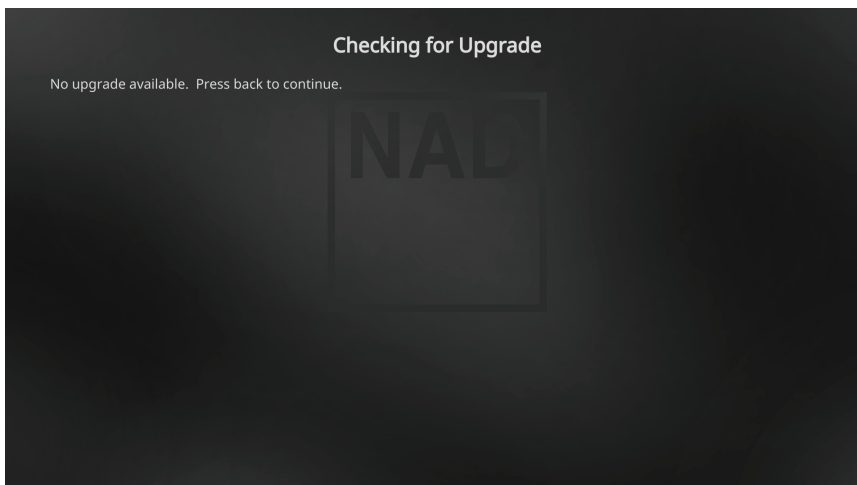 Checking for Upgrade
No upgrade available.  Press back to continue.
NAD